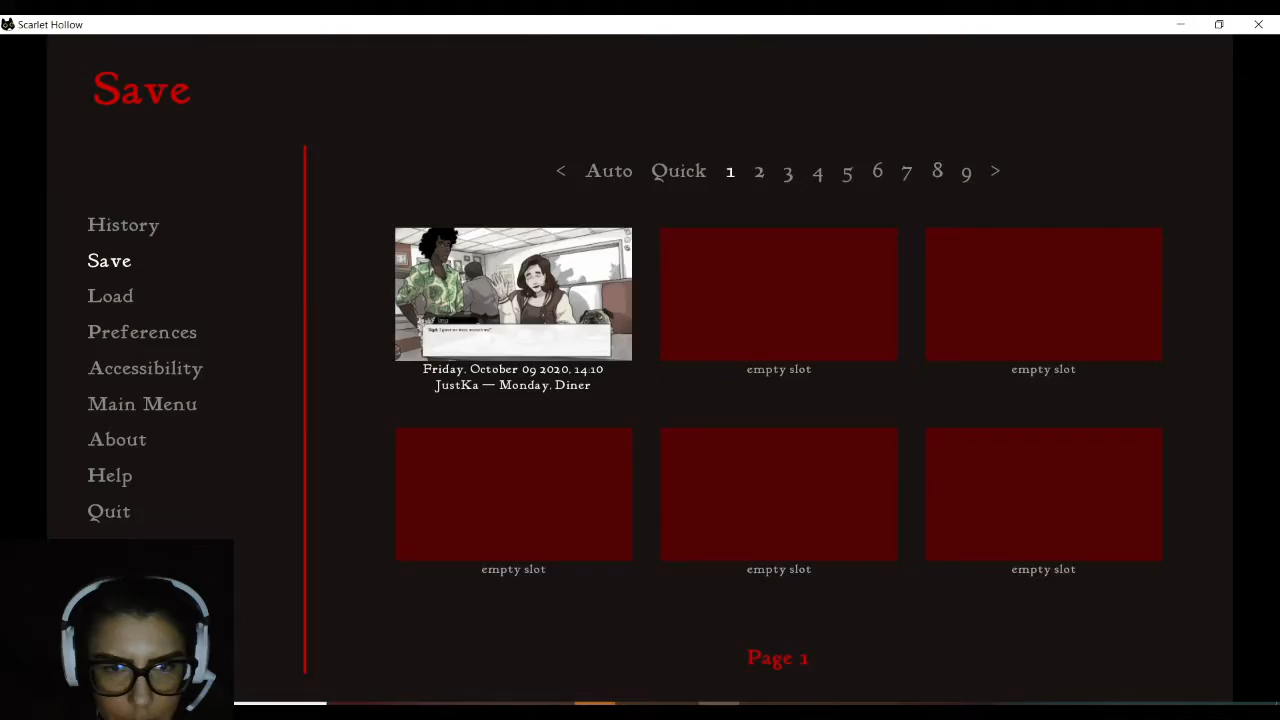 Scarlet Hollow
Save
< Auto Quick 1 2 3 4 5 6 7 8 9 >
History
Save
Load
Preferences
Accessibility
Main Menu
About
Help
Quit
Friday, October 09 2020, 14:10
JustKa — Monday, Diner
empty slot
empty slot
empty slot
empty slot
empty slot
Page 1